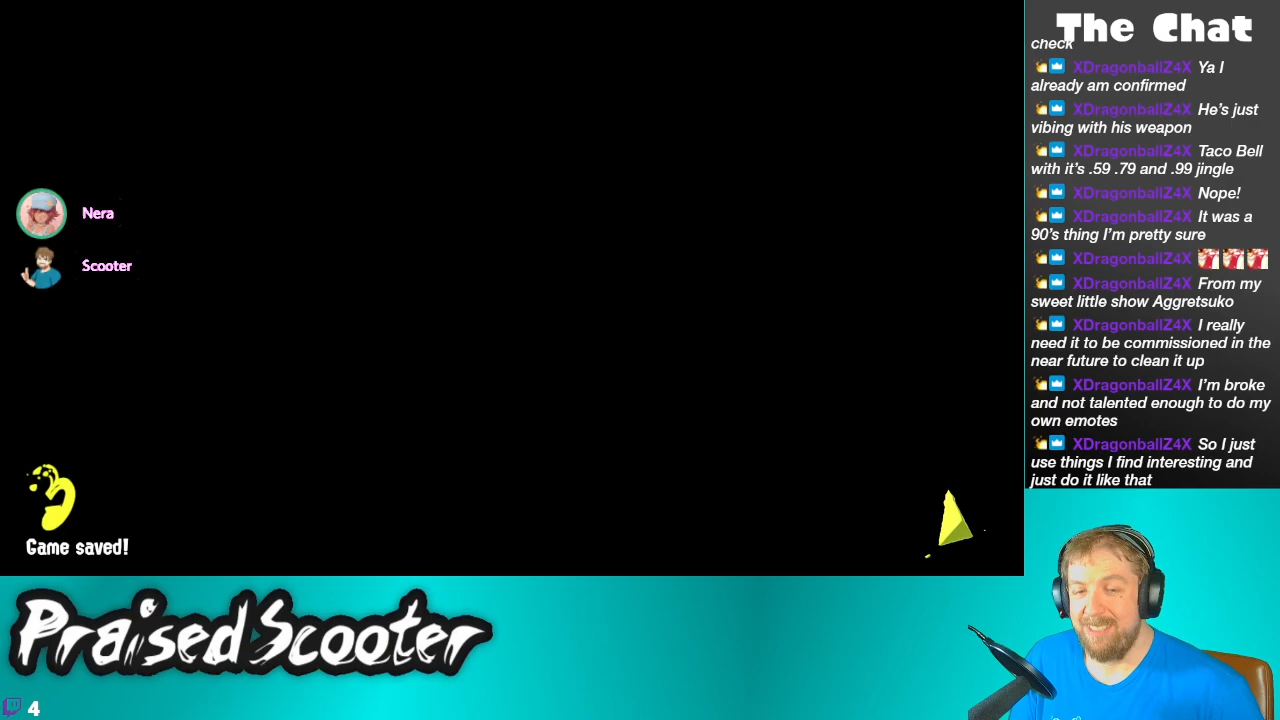 The Chat
check
XDragonballZ4X Ya I
already am confirmed
XDragonballZ4X He's just
vibing with his weapon
XDragonballZ4X Taco Bell
with it's .59 .79 and .99 jingle
XDragonballZ4X Nope!
XDragonballZ4X It was a
90's thing I'm pretty sure
XDragonballZ4X
XDragonballZ4X From my
sweet little show Aggretsuko
XDragonballZ4X I really
need it to be commissioned in the
near future to clean it up
XDragonballZ4X I'm broke
and not talented enough to do my
own emotes
XDragonballZ4X So I just
use things I find interesting and
just do it like that
Nera
Scooter
Game saved!
PraisedScooter
4